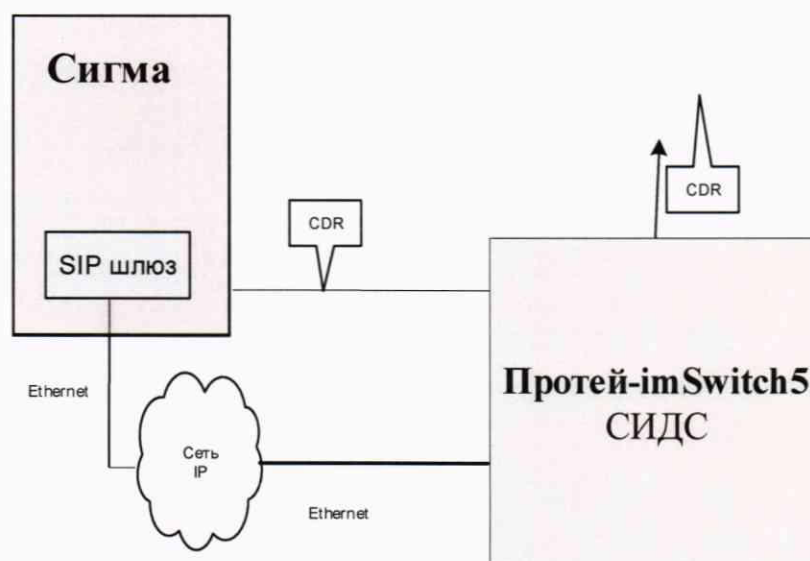 Сигма
SIP шлюз
CDR
CDR
Ethernet
Сеть
IP
Ethernet
Протей-imSwitch5
СИДС